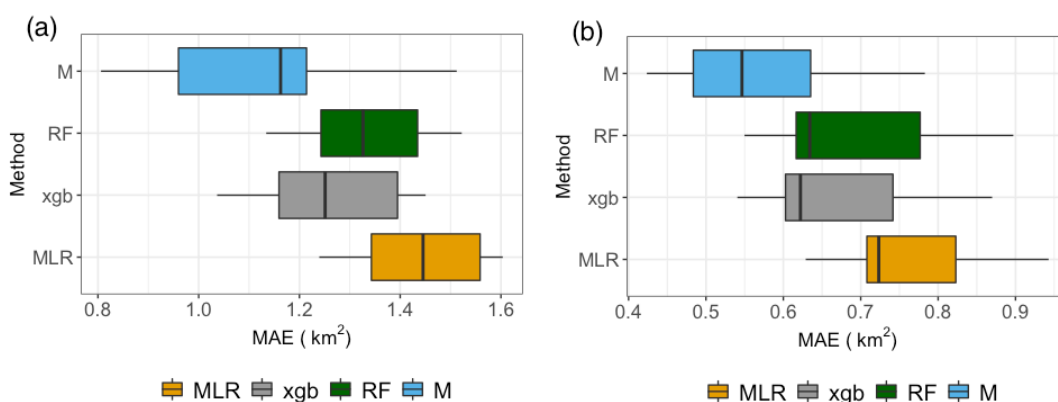 (a)
Method
M
RF
xgb
MLR
0.8 1.0 1.2 1.4 1.6
MAE ( km²)
MLR xgb RF M
(b)
Method
M
RF
xgb
MLR
0.4 0.5 0.6 0.7 0.8 0.9
MAE ( km²)
MLR xgb RF M